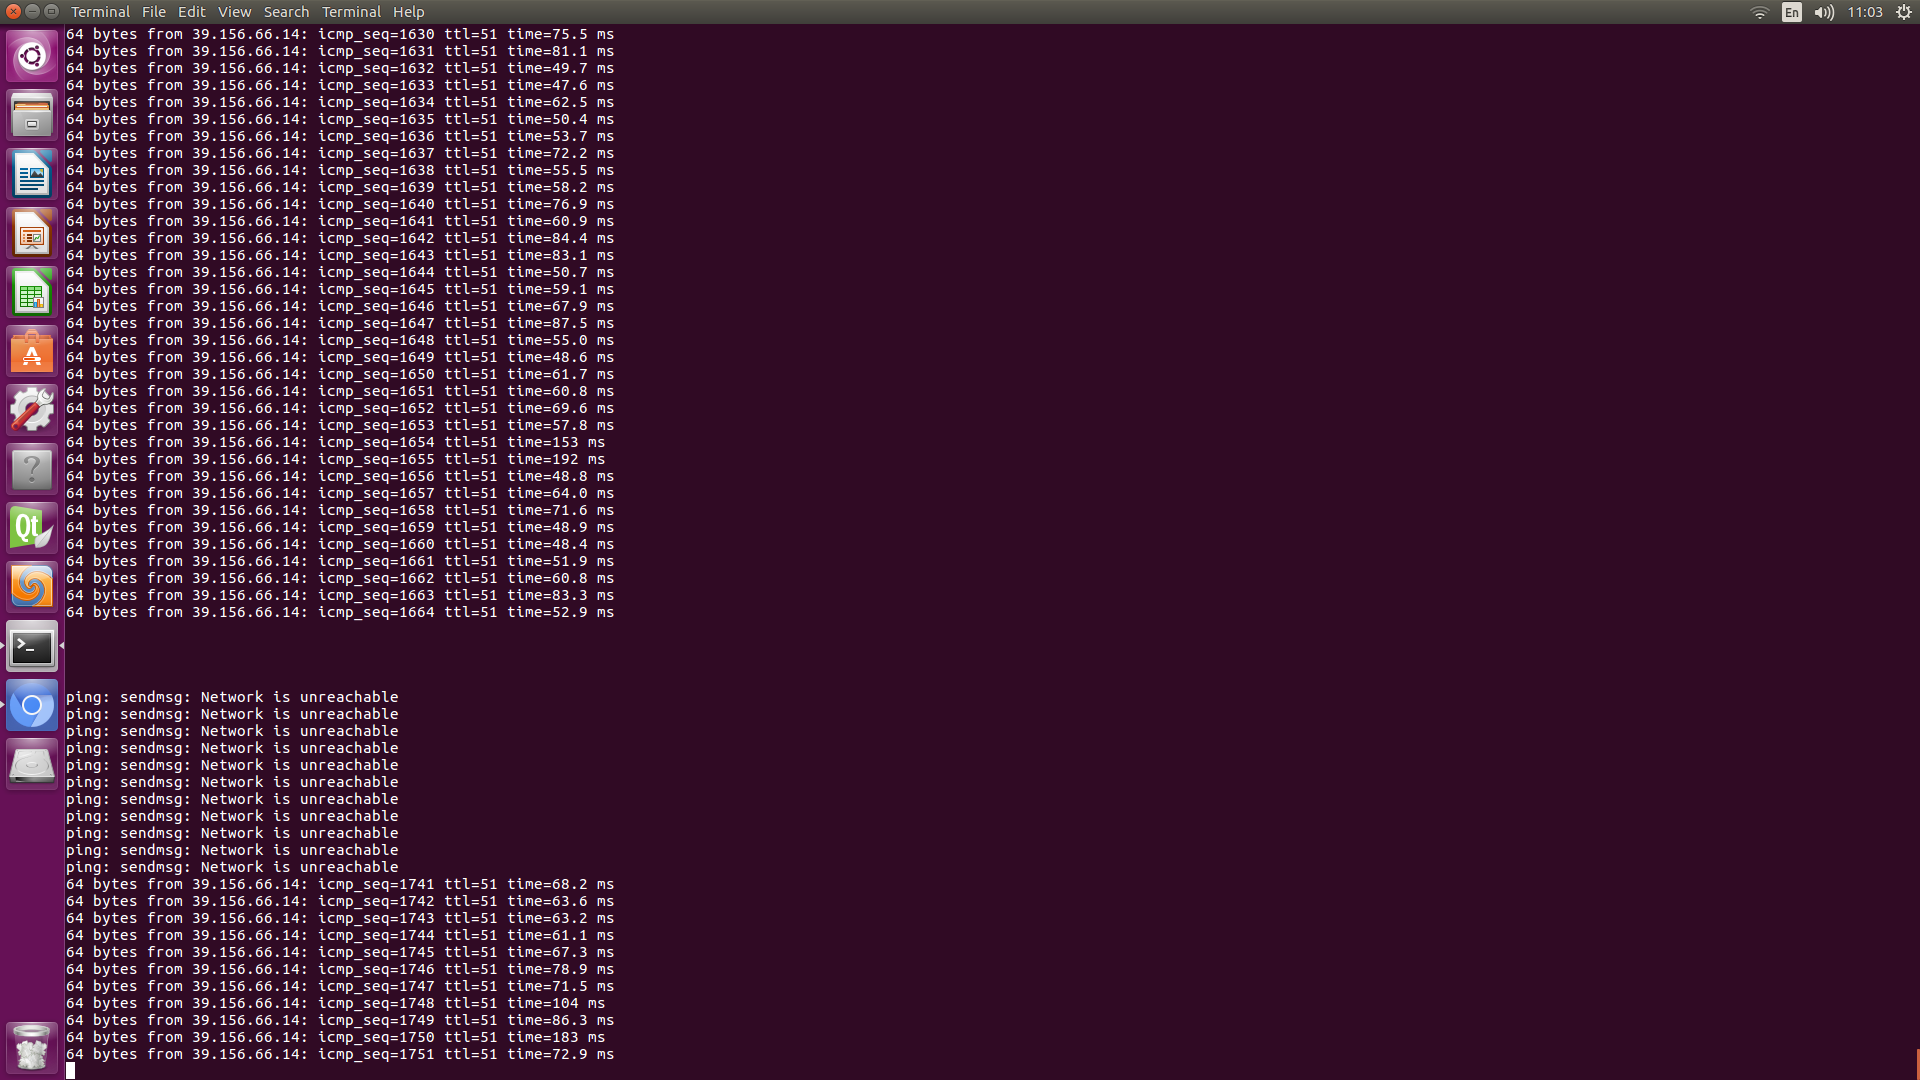 Terminal File Edit View Search Terminal Help En 11:03
64 bytes from 39.156.66.14: icmp_seq=1630 ttl=51 time=75.5 ms
64 bytes from 39.156.66.14: icmp_seq=1631 ttl=51 time=81.1 ms
64 bytes from 39.156.66.14: icmp_seq=1632 ttl=51 time=49.7 ms
64 bytes from 39.156.66.14: icmp_seq=1633 ttl=51 time=47.6 ms
64 bytes from 39.156.66.14: icmp_seq=1634 ttl=51 time=62.5 ms
64 bytes from 39.156.66.14: icmp_seq=1635 ttl=51 time=50.4 ms
64 bytes from 39.156.66.14: icmp_seq=1636 ttl=51 time=53.7 ms
64 bytes from 39.156.66.14: icmp_seq=1637 ttl=51 time=72.2 ms
64 bytes from 39.156.66.14: icmp_seq=1638 ttl=51 time=55.5 ms
64 bytes from 39.156.66.14: icmp_seq=1639 ttl=51 time=58.2 ms
64 bytes from 39.156.66.14: icmp_seq=1640 ttl=51 time=76.9 ms
64 bytes from 39.156.66.14: icmp_seq=1641 ttl=51 time=60.9 ms
64 bytes from 39.156.66.14: icmp_seq=1642 ttl=51 time=84.4 ms
64 bytes from 39.156.66.14: icmp_seq=1643 ttl=51 time=83.1 ms
64 bytes from 39.156.66.14: icmp_seq=1644 ttl=51 time=50.7 ms
64 bytes from 39.156.66.14: icmp_seq=1645 ttl=51 time=59.1 ms
64 bytes from 39.156.66.14: icmp_seq=1646 ttl=51 time=67.9 ms
64 bytes from 39.156.66.14: icmp_seq=1647 ttl=51 time=87.5 ms
64 bytes from 39.156.66.14: icmp_seq=1648 ttl=51 time=55.0 ms
64 bytes from 39.156.66.14: icmp_seq=1649 ttl=51 time=48.6 ms
64 bytes from 39.156.66.14: icmp_seq=1650 ttl=51 time=61.7 ms
64 bytes from 39.156.66.14: icmp_seq=1651 ttl=51 time=60.8 ms
64 bytes from 39.156.66.14: icmp_seq=1652 ttl=51 time=69.6 ms
64 bytes from 39.156.66.14: icmp_seq=1653 ttl=51 time=57.8 ms
64 bytes from 39.156.66.14: icmp_seq=1654 ttl=51 time=153 ms
64 bytes from 39.156.66.14: icmp_seq=1655 ttl=51 time=192 ms
64 bytes from 39.156.66.14: icmp_seq=1656 ttl=51 time=48.8 ms
64 bytes from 39.156.66.14: icmp_seq=1657 ttl=51 time=64.0 ms
64 bytes from 39.156.66.14: icmp_seq=1658 ttl=51 time=71.6 ms
64 bytes from 39.156.66.14: icmp_seq=1659 ttl=51 time=48.9 ms
64 bytes from 39.156.66.14: icmp_seq=1660 ttl=51 time=48.4 ms
64 bytes from 39.156.66.14: icmp_seq=1661 ttl=51 time=51.9 ms
64 bytes from 39.156.66.14: icmp_seq=1662 ttl=51 time=60.8 ms
64 bytes from 39.156.66.14: icmp_seq=1663 ttl=51 time=83.3 ms
64 bytes from 39.156.66.14: icmp_seq=1664 ttl=51 time=52.9 ms
ping: sendmsg: Network is unreachable
ping: sendmsg: Network is unreachable
ping: sendmsg: Network is unreachable
ping: sendmsg: Network is unreachable
ping: sendmsg: Network is unreachable
ping: sendmsg: Network is unreachable
ping: sendmsg: Network is unreachable
ping: sendmsg: Network is unreachable
ping: sendmsg: Network is unreachable
ping: sendmsg: Network is unreachable
ping: sendmsg: Network is unreachable
64 bytes from 39.156.66.14: icmp_seq=1741 ttl=51 time=68.2 ms
64 bytes from 39.156.66.14: icmp_seq=1742 ttl=51 time=63.6 ms
64 bytes from 39.156.66.14: icmp_seq=1743 ttl=51 time=63.2 ms
64 bytes from 39.156.66.14: icmp_seq=1744 ttl=51 time=61.1 ms
64 bytes from 39.156.66.14: icmp_seq=1745 ttl=51 time=67.3 ms
64 bytes from 39.156.66.14: icmp_seq=1746 ttl=51 time=78.9 ms
64 bytes from 39.156.66.14: icmp_seq=1747 ttl=51 time=71.5 ms
64 bytes from 39.156.66.14: icmp_seq=1748 ttl=51 time=104 ms
64 bytes from 39.156.66.14: icmp_seq=1749 ttl=51 time=86.3 ms
64 bytes from 39.156.66.14: icmp_seq=1750 ttl=51 time=183 ms
64 bytes from 39.156.66.14: icmp_seq=1751 ttl=51 time=72.9 ms
Qt